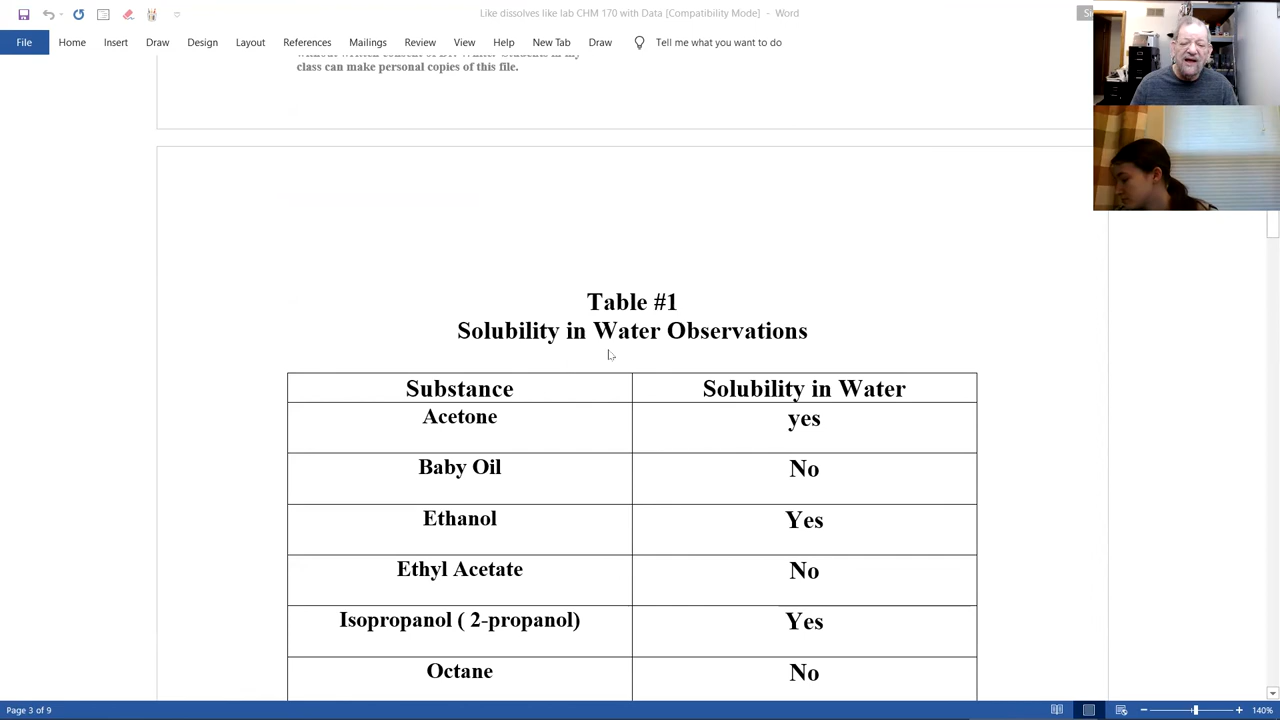 Like dissolves like lab CHM 170 with Data [Compatibility Mode] - Word
File Home Insert Draw Design Layout References Mailings Review View Help New Tab Draw Tell me what you want to do
class can make personal copies of this file.
Table #1
Solubility in Water Observations
Substance Solubility in Water
Acetone yes
Baby Oil No
Ethanol Yes
Ethyl Acetate No
Isopropanol ( 2-propanol) Yes
Octane No
Page 3 of 9 140%